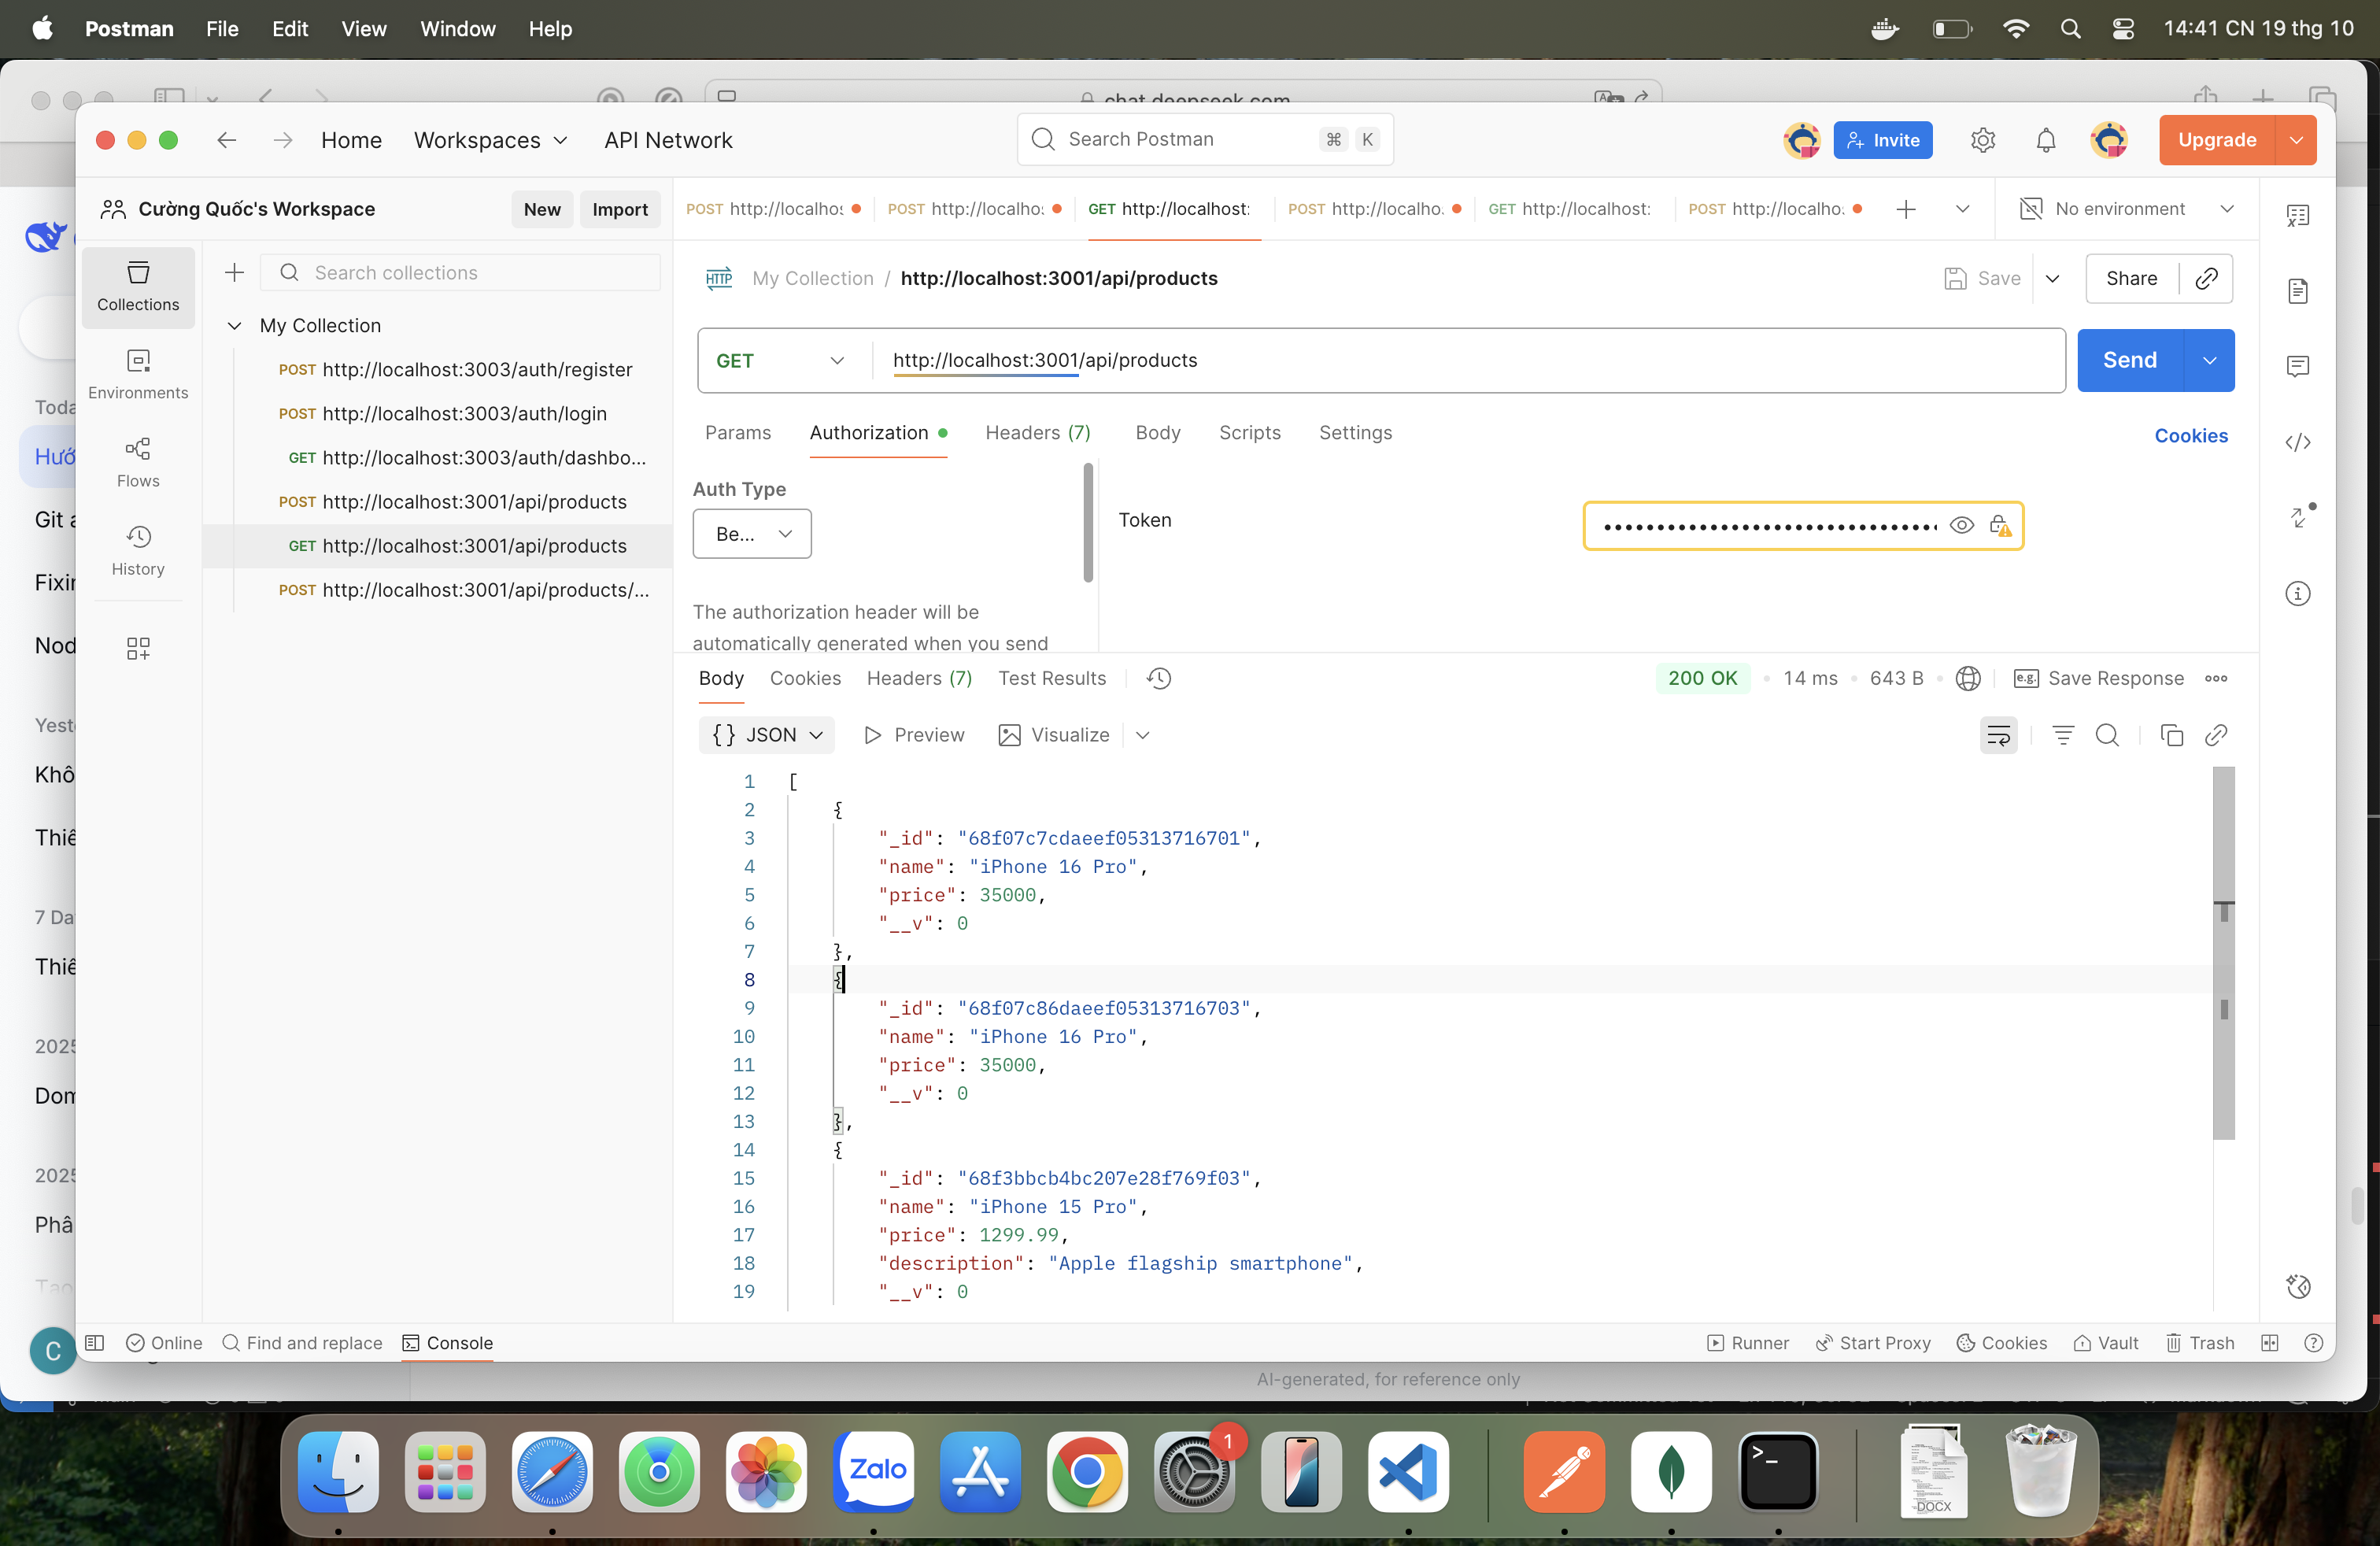 Postman File Edit View Window Help 14:41 CN 19 thg 10
chat.deepseek.com
Home Workspaces API Network Search Postman ⌘ K Invite Upgrade
Cường Quốc's Workspace New Import
POST http://localhos POST http://localhos GET http://localhost: POST http://localho. GET http://localhost: POST http://localho. No environment
Collections
Environments
Flows
History
Search collections
My Collection
POST http://localhost:3003/auth/register
POST http://localhost:3003/auth/login
GET http://localhost:3003/auth/dashbo...
POST http://localhost:3001/api/products
GET http://localhost:3001/api/products
POST http://localhost:3001/api/products/...
HTTP My Collection / http://localhost:3001/api/products Save Share
GET http://localhost:3001/api/products Send
Params Authorization Headers (7) Body Scripts Settings Cookies
Auth Type
Be...
Token
The authorization header will be
automatically generated when you send
Body Cookies Headers (7) Test Results 200 OK • 14 ms • 643 B e.g. Save Response
{} JSON Preview Visualize
1 [
2 {
3 "_id": "68f07c7cdaeef05313716701",
4 "name": "iPhone 16 Pro",
5 "price": 35000,
6 "__v": 0
7 },
8 {
9 "_id": "68f07c86daeef05313716703",
10 "name": "iPhone 16 Pro",
11 "price": 35000,
12 "__v": 0
13 },
14 {
15 "_id": "68f3bbcb4bc207e28f769f03",
16 "name": "iPhone 15 Pro",
17 "price": 1299.99,
18 "description": "Apple flagship smartphone",
19 "__v": 0
Online Find and replace Console Runner Start Proxy Cookies Vault Trash
Toda
Hướ
Git a
Fixir
Nod
Yest
Khô
Thiê
7 Da
Thiê
2025
Dom
2025
Phâ
C
AI-generated, for reference only
Zalo
1
DOCX